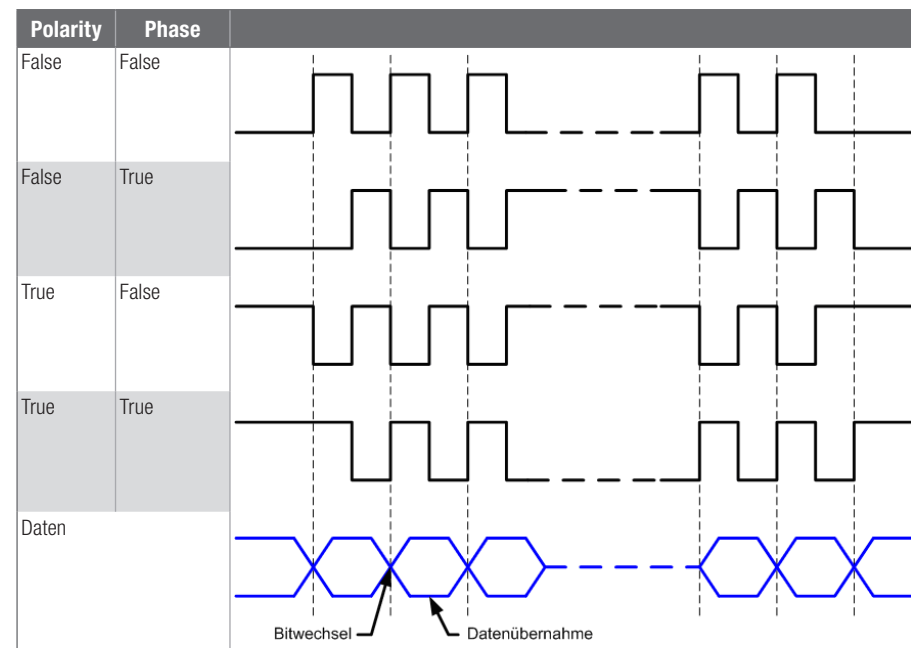 Polarity Phase
False False
False True
True False
True True
Daten
Bitwechsel Datenübernahme